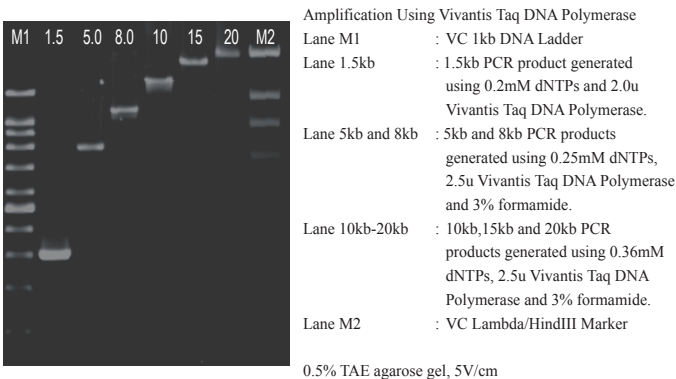 M1 1.5 5.0 8.0 10 15 20 M2
Amplification Using Vivantis Taq DNA Polymerase
Lane M1 : VC 1kb DNA Ladder
Lane 1.5kb : 1.5kb PCR product generated
using 0.2mM dNTPs and 2.0u
Vivantis Taq DNA Polymerase.
Lane 5kb and 8kb : 5kb and 8kb PCR products
generated using 0.25mM dNTPs,
2.5u Vivantis Taq DNA Polymerase
and 3% formamide.
Lane 10kb-20kb : 10kb,15kb and 20kb PCR
products generated using 0.36mM
dNTPs, 2.5u Vivantis Taq DNA
Polymerase and 3% formamide.
Lane M2 : VC Lambda/HindIII Marker
0.5% TAE agarose gel, 5V/cm